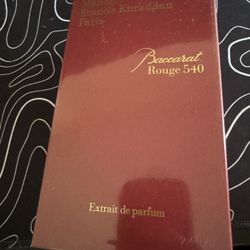 Maison
Francis Kurkdjian
Paris
Baccarat
Rouge 540
Extrait de parfum